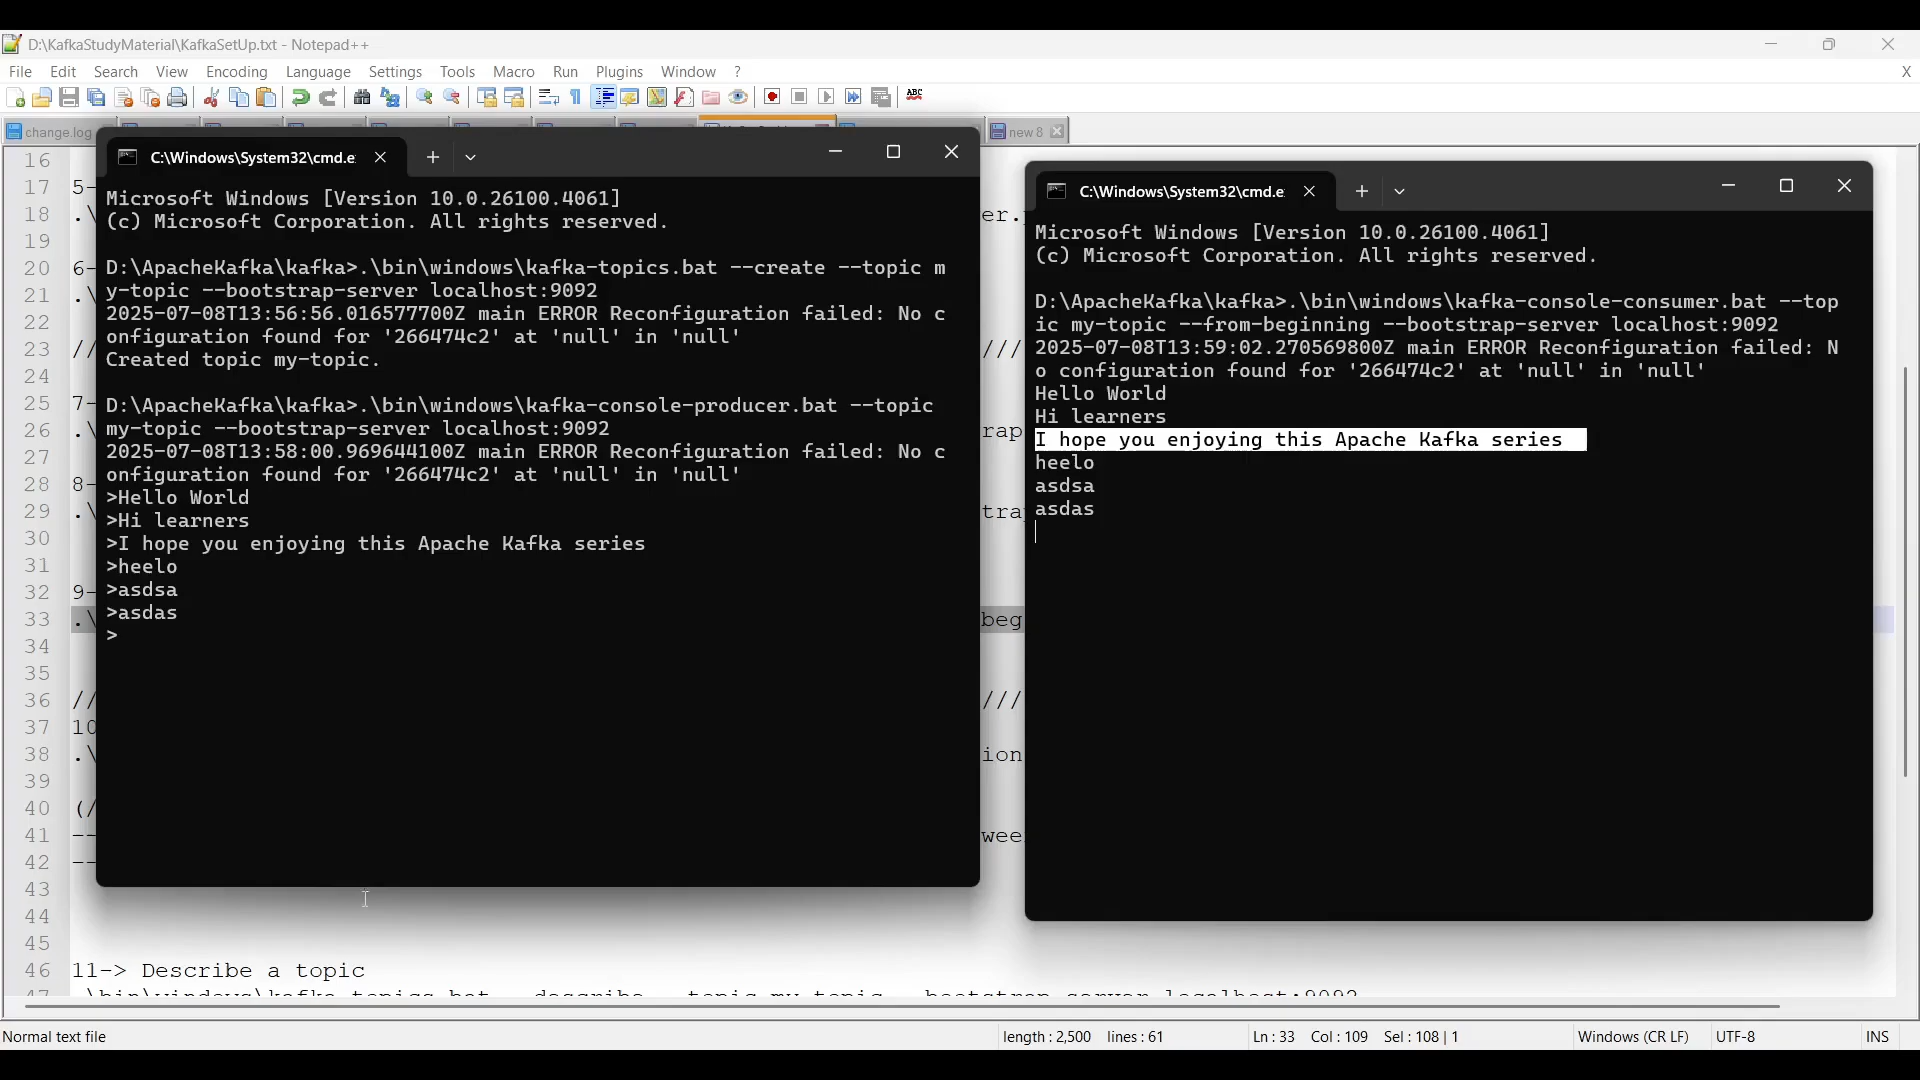 D:\KafkaStudyMaterial\KafkaSetUp.txt - Notepad++
File Edit Search View Encoding Language Settings Tools Macro Run Plugins Window ? X
change.log
new 8
C:\Windows\System32\cmd.e
Microsoft Windows [Version 10.0.26100.4061]
(c) Microsoft Corporation. All rights reserved.
D:\ApacheKafka\kafka>.\bin\windows\kafka-topics.bat --create --topic m
y-topic --bootstrap-server localhost:9092
2025-07-08T13:56:56.016577700Z main ERROR Reconfiguration failed: No c
onfiguration found for '266474c2' at 'null' in 'null'
Created topic my-topic.
D:\ApacheKafka\kafka>.\bin\windows\kafka-console-producer.bat --topic
my-topic --bootstrap-server localhost:9092
2025-07-08T13:58:00.969644100Z main ERROR Reconfiguration failed: No c
onfiguration found for '266474c2' at 'null' in 'null'
>Hello World
>Hi learners
>I hope you enjoying this Apache Kafka series
>heelo
>asdsa
>asdas
>
C:\Windows\System32\cmd.e
Microsoft Windows [Version 10.0.26100.4061]
(c) Microsoft Corporation. All rights reserved.
D:\ApacheKafka\kafka>.\bin\windows\kafka-console-consumer.bat --top
ic my-topic --from-beginning --bootstrap-server localhost:9092
2025-07-08T13:59:02.270569800Z main ERROR Reconfiguration failed: N
o configuration found for '266474c2' at 'null' in 'null'
Hello World
Hi learners
I hope you enjoying this Apache Kafka series
heelo
asdsa
asdas
16
17 5-
18 .\ er.
19
20 6-
21 .\
22
23 // ///
24
25 7-
26 .\ rap
27
28 8-
29 .\ tra
30
31
32 9-
33 .\ beg
34
35
36 // ///
37 10
38 .\ ion
39
40 (/
41 -- wee
42 --
43
44
45
46 11-> Describe a topic
Normal text file length : 2,500 lines : 61 Ln : 33 Col : 109 Sel : 108 | 1 Windows (CR LF) UTF-8 INS